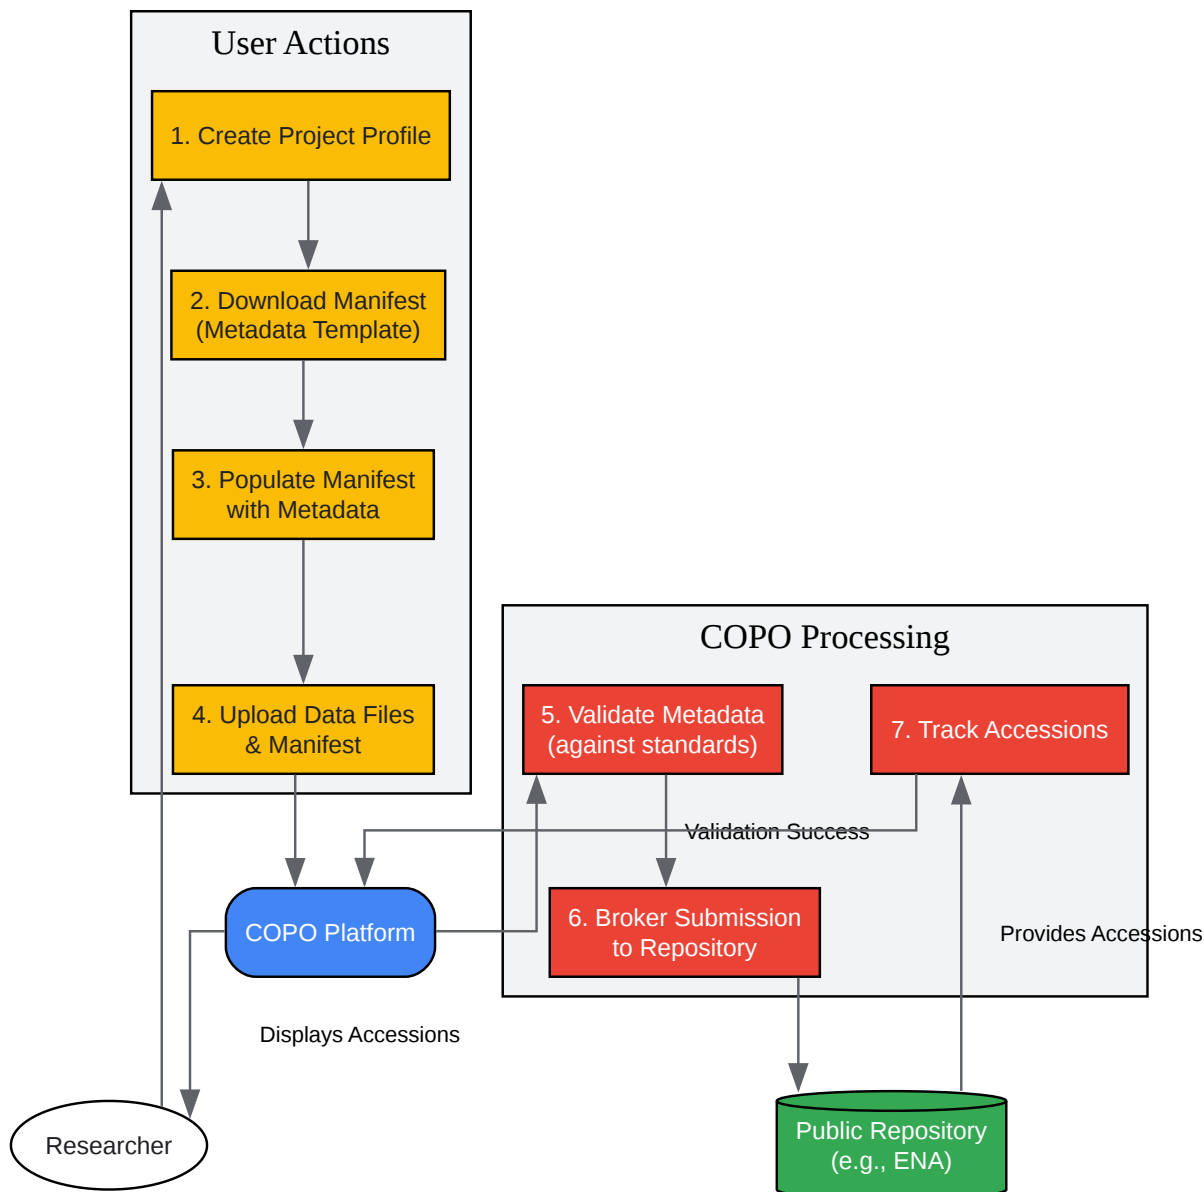 User Actions
1. Create Project Profile
2. Download Manifest
(Metadata Template)
3. Populate Manifest
with Metadata
4. Upload Data Files
& Manifest
COPO Processing
5. Validate Metadata
(against standards)
7. Track Accessions
Validation Success
6. Broker Submission
to Repository
Provides Accessions
COPO Platform
Displays Accessions
Researcher
Public Repository
(e.g., ENA)